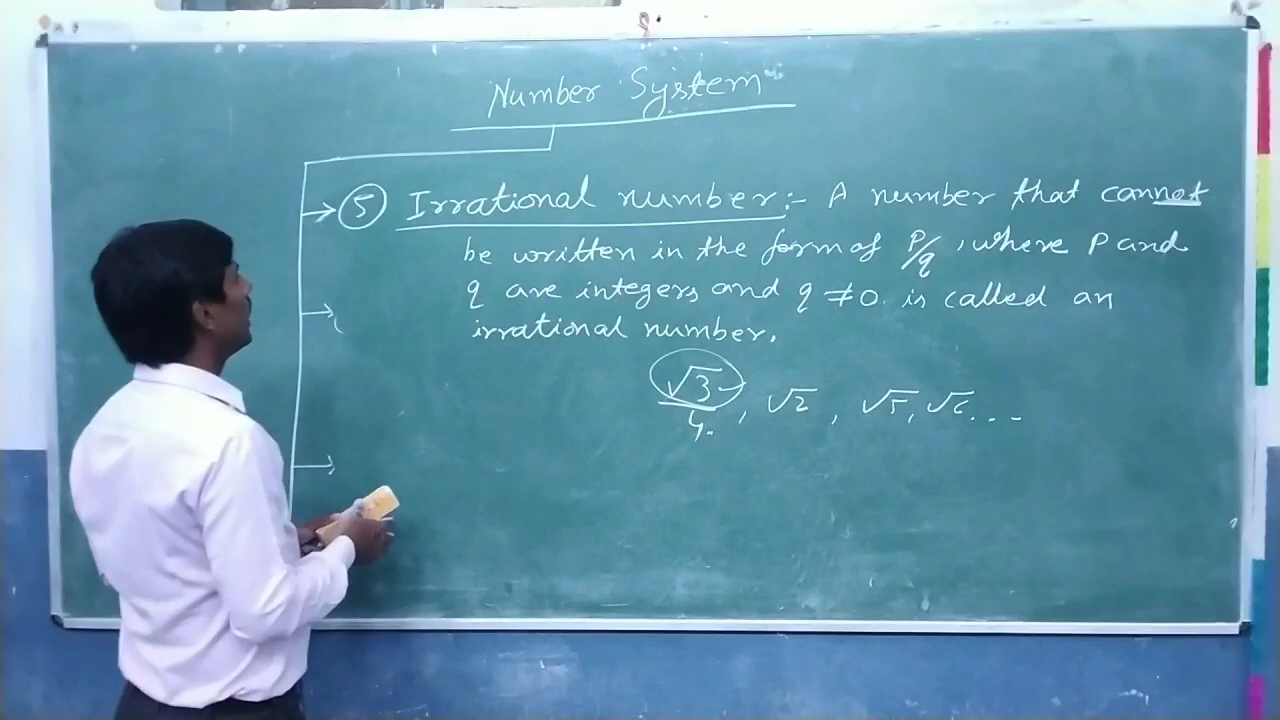 Number System
⑤ Irrational number:- A number that cannot
be written in the form of P/q, where P and
q are integers and q ≠ 0. is called an
irrational number.
√3/4, √2, √5, √6...